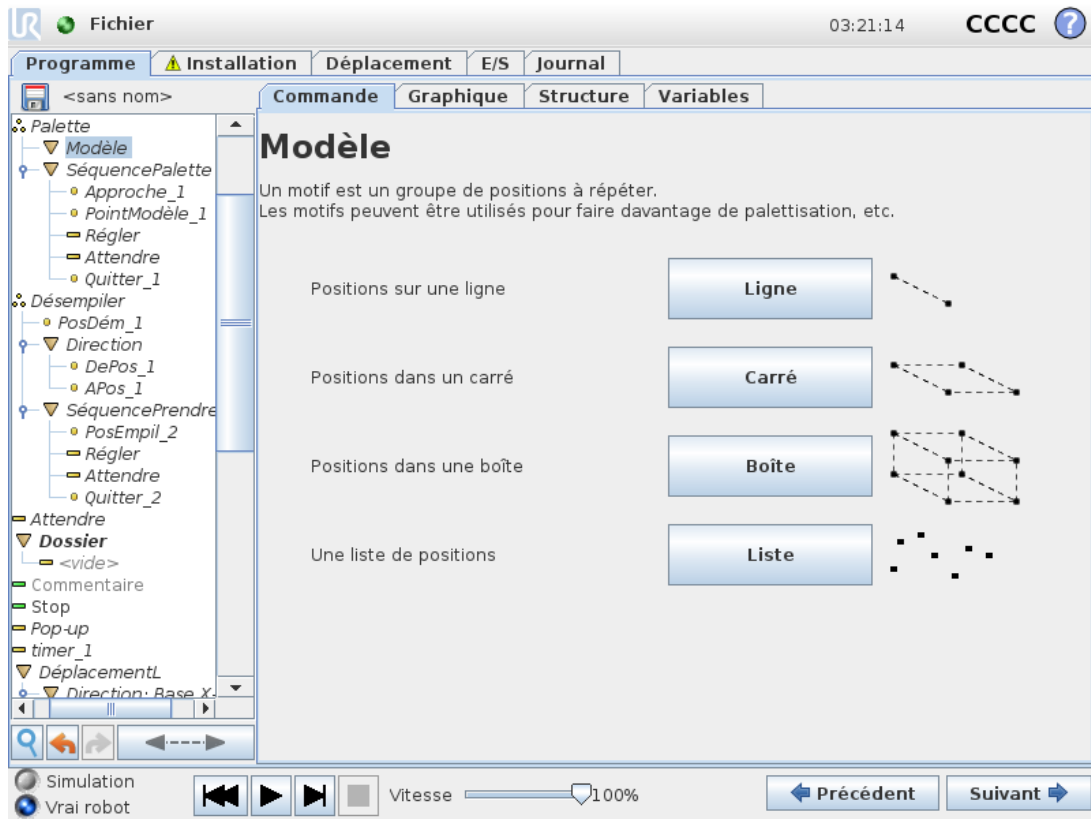 UR Fichier 03:21:14 CCCC ?
Programme Installation Déplacement E/S Journal
<sans nom>
Commande Graphique Structure Variables
Palette
Modèle
SéquencePalette
Approche_1
PointModèle_1
Régler
Attendre
Quitter_1
Désempiler
PosDém_1
Direction
DePos_1
APos_1
SéquencePrendre
PosEmpil_2
Régler
Attendre
Quitter_2
Attendre
Dossier
<vide>
Commentaire
Stop
Pop-up
timer_1
DéplacementL
Direction: Base X-
Modèle
Un motif est un groupe de positions à répéter.
Les motifs peuvent être utilisés pour faire davantage de palettisation, etc.
Positions sur une ligne Ligne
Positions dans un carré Carré
Positions dans une boîte Boîte
Une liste de positions Liste
Simulation
Vrai robot
Vitesse 100%
Précédent Suivant